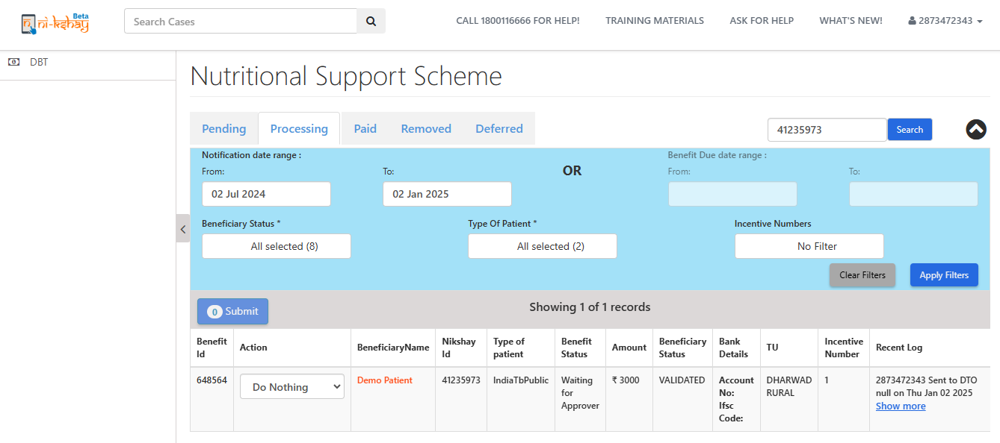 Beta
ni-kshay
Search Cases
CALL 1800116666 FOR HELP!
TRAINING MATERIALS
ASK FOR HELP
WHAT'S NEW!
2873472343
DBT
Nutritional Support Scheme
Pending
Processing
Paid
Removed
Deferred
41235973
Search
Notification date range :
From:
To:
02 Jul 2024
02 Jan 2025
OR
Benefit Due date range :
From:
To:
Beneficiary Status *
All selected (8)
Type Of Patient *
All selected (2)
Incentive Numbers
No Filter
Clear Filters
Apply Filters
0 Submit
Showing 1 of 1 records
Benefit
Id
Action
BeneficiaryName
Nikshay
Id
Type of
patient
Benefit
Status
Amount
Beneficiary
Status
Bank
Details
TU
Incentive
Number
Recent Log
648564
Do Nothing
Demo Patient
41235973
IndiaTbPublic
Waiting
for
Approver
₹ 3000
VALIDATED
Account
No:
Ifsc
Code:
DHARWAD
RURAL
1
2873472343 Sent to DTO
null on Thu Jan 02 2025
Show more